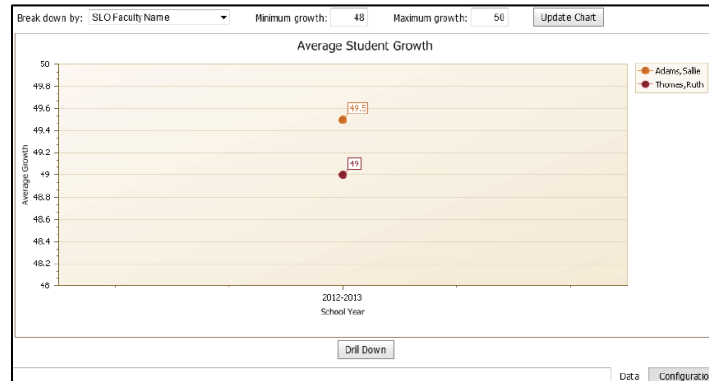 Break down by: SLO Faculty Name Minimum growth: 48 Maximum growth: 50 Update Chart
Average Student Growth
Adams, Sallie
Thomas, Ruth
50
49.8
49.6
49.4
49.2
49
48.8
48.6
48.4
48.2
48
Average Growth
49.5
49
2012-2013
School Year
Drill Down
Data Configuratio